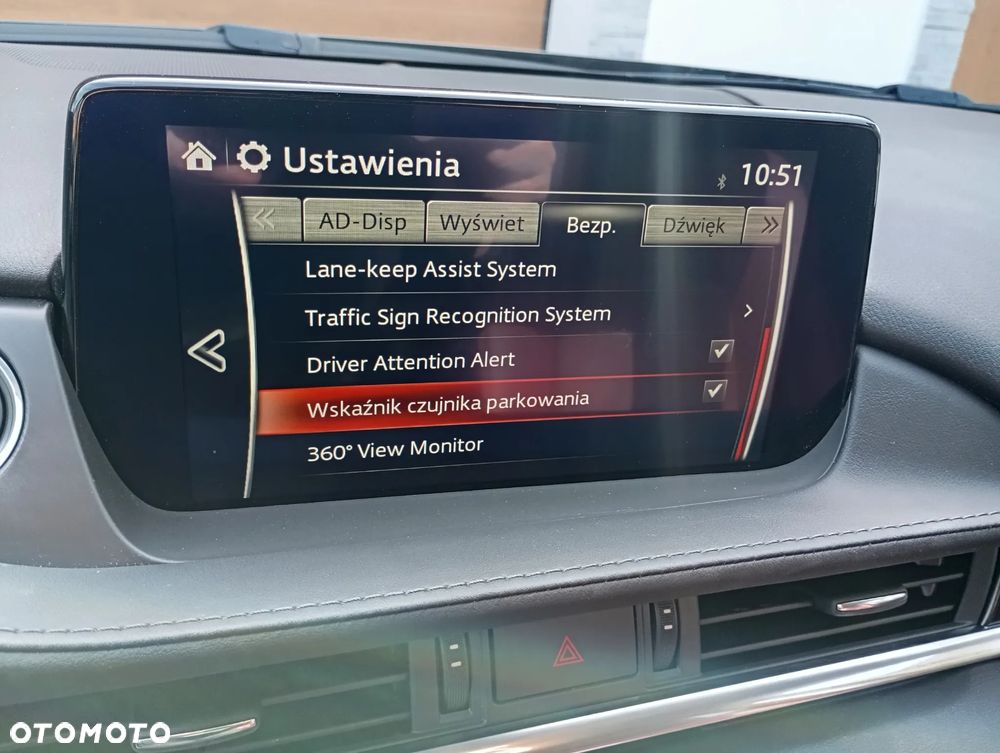 Ustawienia
10:51
AD-Disp Wyświet Bezp. Dźwięk
Lane-keep Assist System
Traffic Sign Recognition System
Driver Attention Alert
Wskaźnik czujnika parkowania
360° View Monitor
OTOMOTO